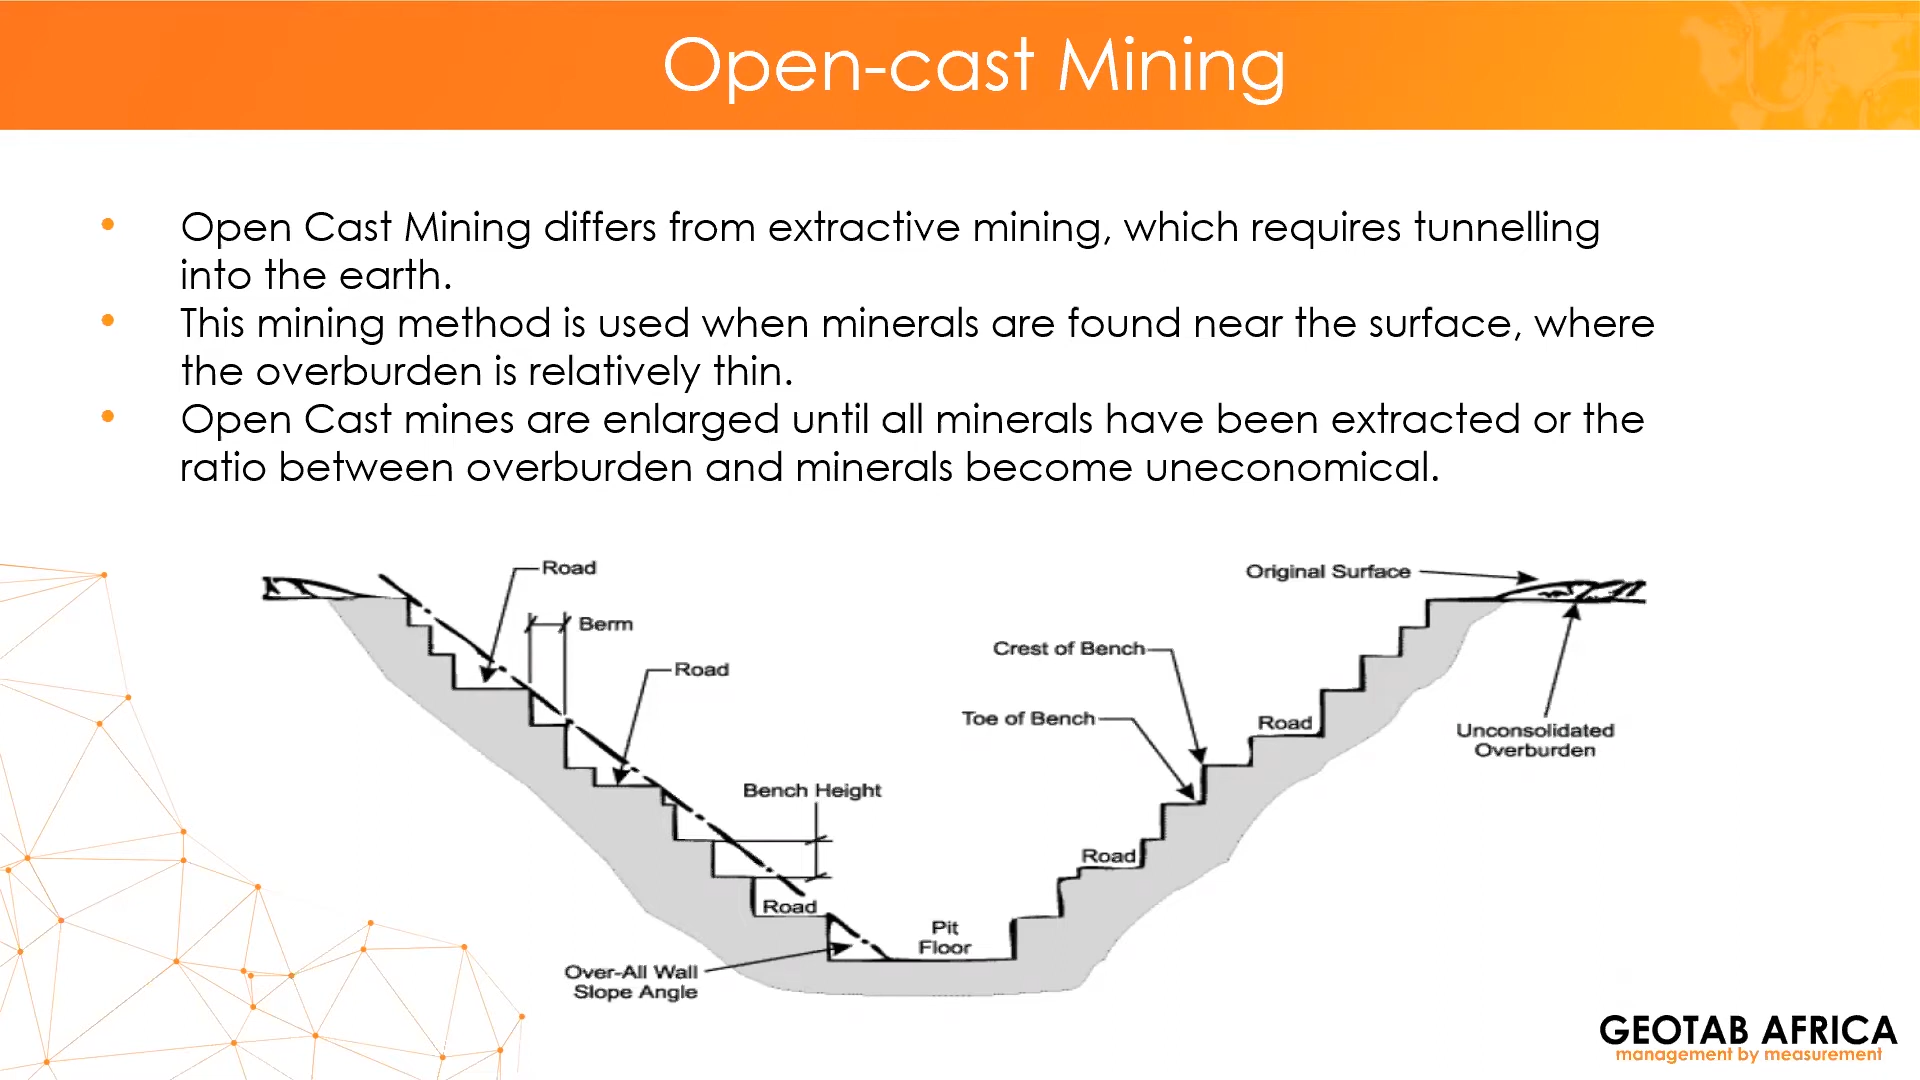 Open-cast Mining
• Open Cast Mining differs from extractive mining, which requires tunnelling
into the earth.
• This mining method is used when minerals are found near the surface, where
the overburden is relatively thin.
• Open Cast mines are enlarged until all minerals have been extracted or the
ratio between overburden and minerals become uneconomical.
Road
Original Surface
Berm
Crest of Bench
Road
Toe of Bench
Road
Unconsolidated
Overburden
Bench Height
Road
Road
Pit
Floor
Over-All Wall
Slope Angle
GEOTAB AFRICA
management by measurement